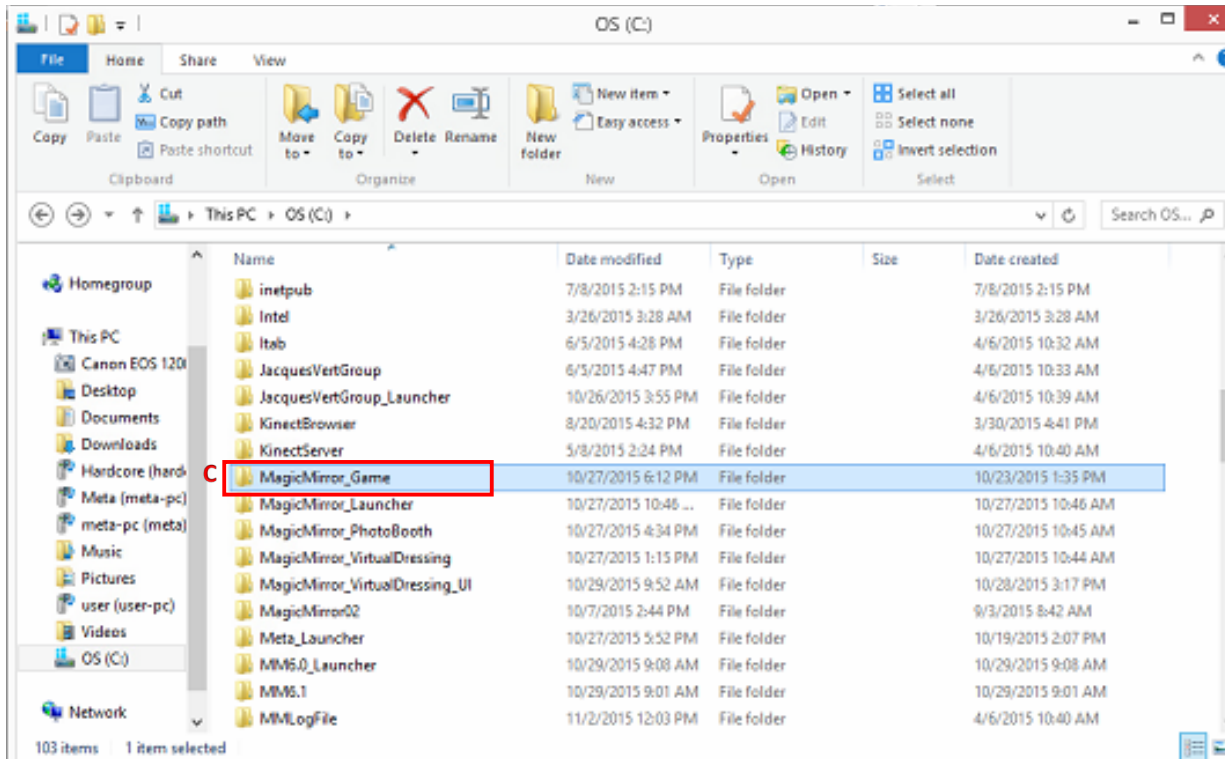 OS (C:)
File Home Share View
Copy
Paste
Cut
Copy path
Paste shortcut
Clipboard
Move to
Copy to
Delete
Rename
Organize
New folder
New item
Easy access
New
Properties
Open
Edit
History
Open
Select all
Select none
Invert selection
Select
This PC OS (C:)
Search OS...
Homegroup
This PC
Canon EOS 120
Desktop
Documents
Downloads
Hardcore (hard
Meta (meta-pc)
meta-pc (meta)
Music
Pictures
user (user-pc)
Videos
OS (C:)
Network
Name Date modified Type Size Date created
inetpub 7/8/2015 2:15 PM File folder 7/8/2015 2:15 PM
Intel 3/26/2015 3:28 AM File folder 3/26/2015 3:28 AM
Itab 6/5/2015 4:28 PM File folder 4/6/2015 10:32 AM
JacquesVertGroup 6/5/2015 4:47 PM File folder 4/6/2015 10:33 AM
JacquesVertGroup_Launcher 10/26/2015 3:55 PM File folder 4/6/2015 10:39 AM
KinectBrowser 8/20/2015 4:32 PM File folder 3/30/2015 4:41 PM
KinectServer 5/8/2015 2:24 PM File folder 4/6/2015 10:40 AM
C MagicMirror_Game 10/27/2015 6:12 PM File folder 10/23/2015 1:35 PM
MagicMirror_Launcher 10/27/2015 10:46 ... File folder 10/27/2015 10:46 AM
MagicMirror_PhotoBooth 10/27/2015 4:34 PM File folder 10/27/2015 10:45 AM
MagicMirror_VirtualDressing 10/27/2015 1:15 PM File folder 10/27/2015 10:44 AM
MagicMirror_VirtualDressing_UI 10/29/2015 9:52 AM File folder 10/28/2015 3:17 PM
MagicMirror02 10/7/2015 2:44 PM File folder 9/3/2015 8:42 AM
Meta_Launcher 10/27/2015 5:52 PM File folder 10/19/2015 2:07 PM
MM6.0_Launcher 10/29/2015 9:08 AM File folder 10/29/2015 9:08 AM
MM6.1 10/29/2015 9:01 AM File folder 10/29/2015 9:01 AM
MMLogFile 11/2/2015 12:03 PM File folder 4/6/2015 10:40 AM
103 items 1 item selected